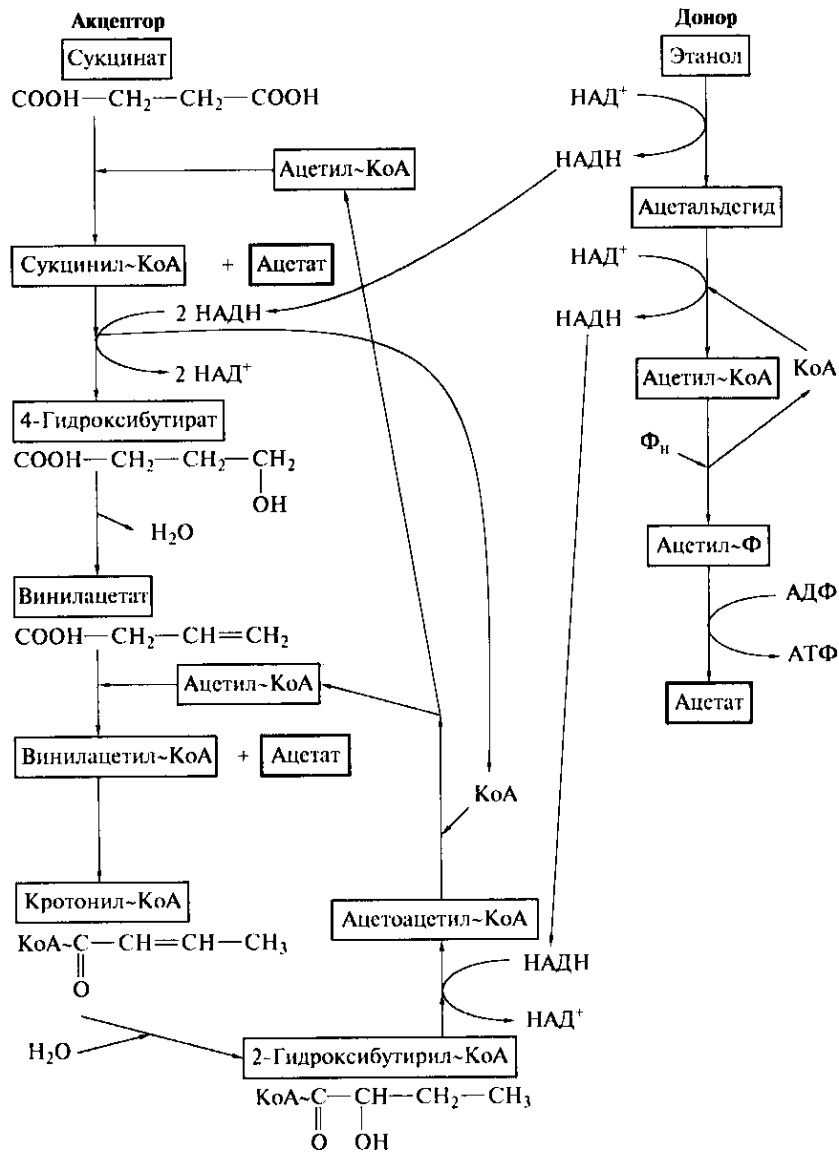 Акцептор
Сукцинат
COOH—CH₂—CH₂—COOH
Ацетил~КоА
Сукцинил~КоА + Ацетат
2 НАДН
2 НАД⁺
4-Гидроксибутират
COOH—CH₂—CH₂—CH₂
OH
H₂O
Винилацетат
COOH—CH₂—CH=CH₂
Ацетил~КоА
Винилацетил~КоА + Ацетат
КоА
Кротонил~КоА
КоА~C—CH=CH—CH₃
O
H₂O
Ацетоацетил~КоА
НАДН
НАД⁺
2-Гидроксибутирил~КоА
КоА~C—CH—CH₂—CH₃
O OH
Донор
Этанол
НАД⁺
НАДН
Ацетальдегид
НАД⁺
НАДН
КоА
Ацетил~КоА
Фн
Ацетил~Ф
АДФ
АТФ
Ацетат